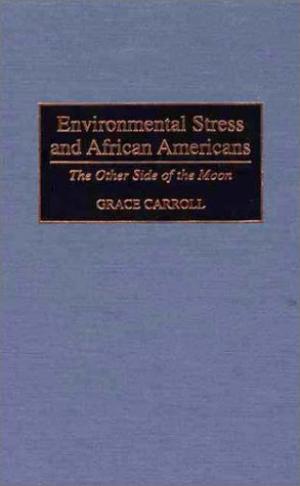 Environmental Stress
and African Americans
The Other Side of the Moon
GRACE CARROLL